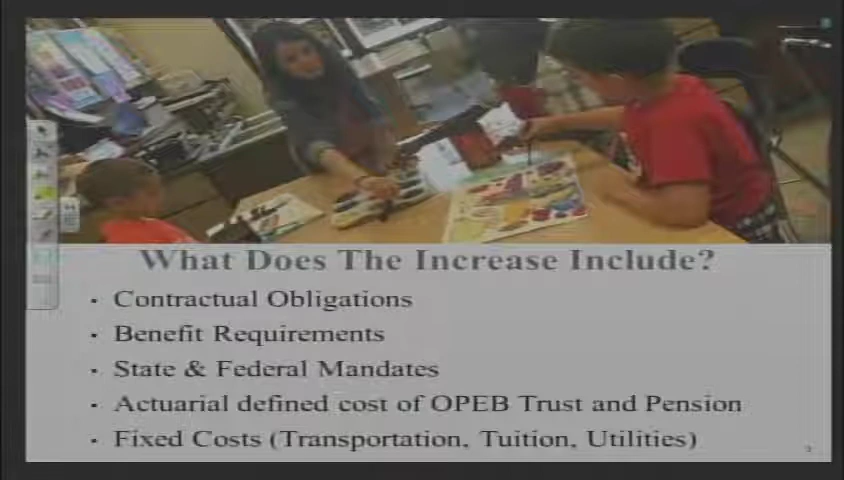 What Does The Increase Include?
· Contractual Obligations
· Benefit Requirements
· State & Federal Mandates
· Actuarial defined cost of OPEB Trust and Pension
· Fixed Costs (Transportation, Tuition, Utilities)